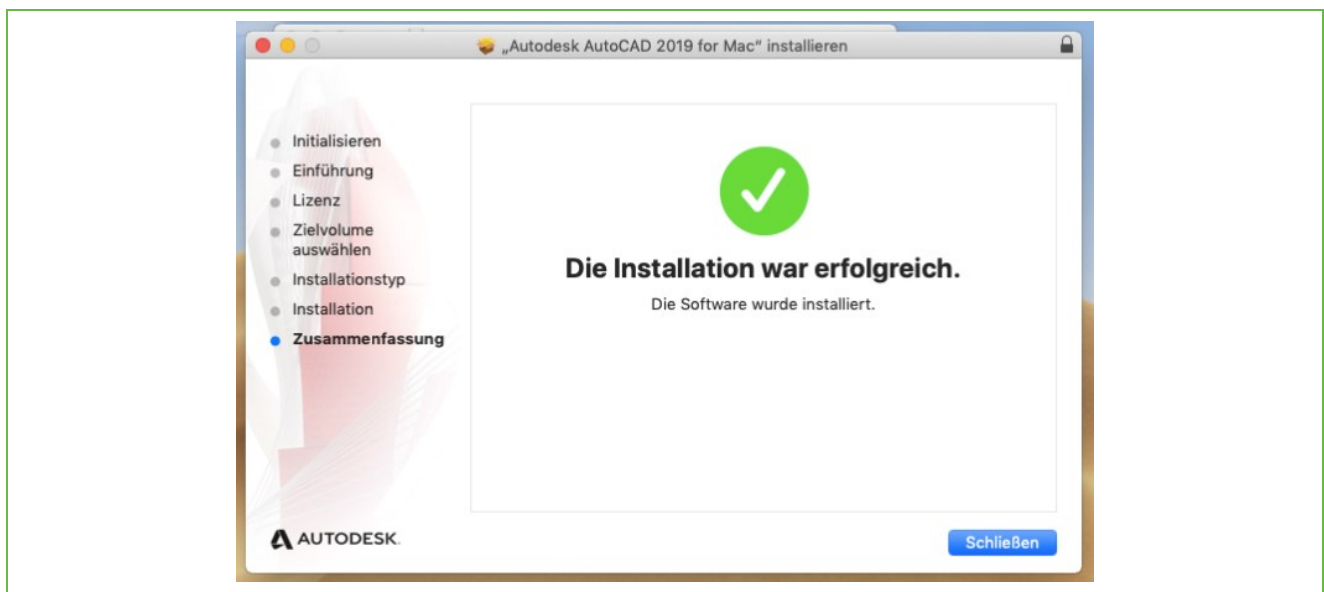 „Autodesk AutoCAD 2019 for Mac“ installieren
Initialisieren
Einführung
Lizenz
Zielvolume
auswählen
Installationstyp
Installation
Zusammenfassung
Die Installation war erfolgreich.
Die Software wurde installiert.
AUTODESK.
Schließen